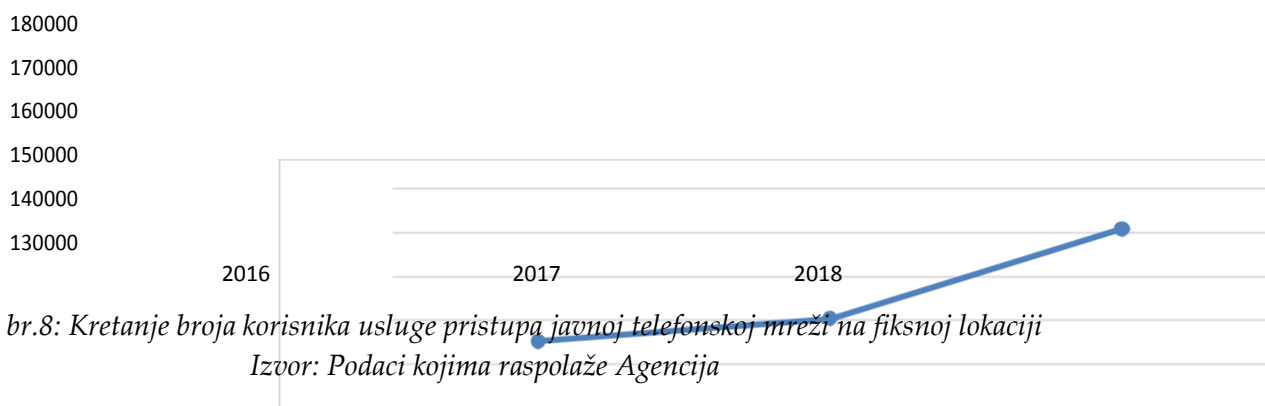 180000
170000
160000
150000
140000
130000
2016 2017 2018
br.8: Kretanje broja korisnika usluge pristupa javnoj telefonskoj mreži na fiksnoj lokaciji
Izvor: Podaci kojima raspolaže Agencija